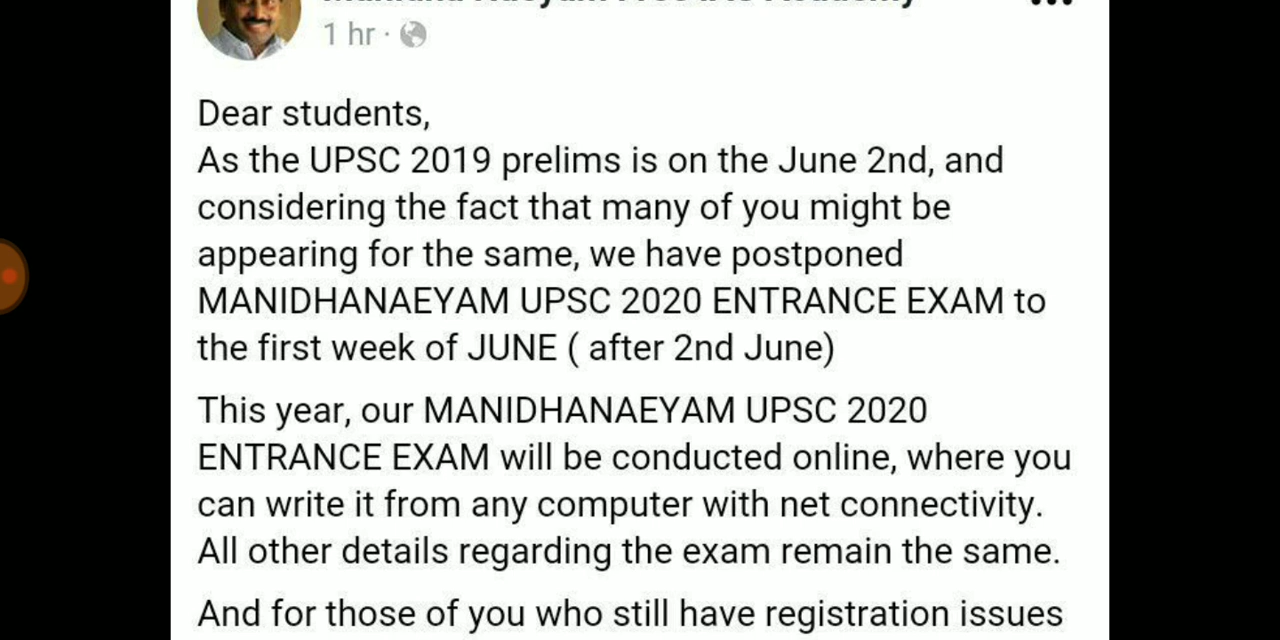 1 hr ·
Dear students,
As the UPSC 2019 prelims is on the June 2nd, and
considering the fact that many of you might be
appearing for the same, we have postponed
MANIDHANAEYAM UPSC 2020 ENTRANCE EXAM to
the first week of JUNE ( after 2nd June)
This year, our MANIDHANAEYAM UPSC 2020
ENTRANCE EXAM will be conducted online, where you
can write it from any computer with net connectivity.
All other details regarding the exam remain the same.
And for those of you who still have registration issues